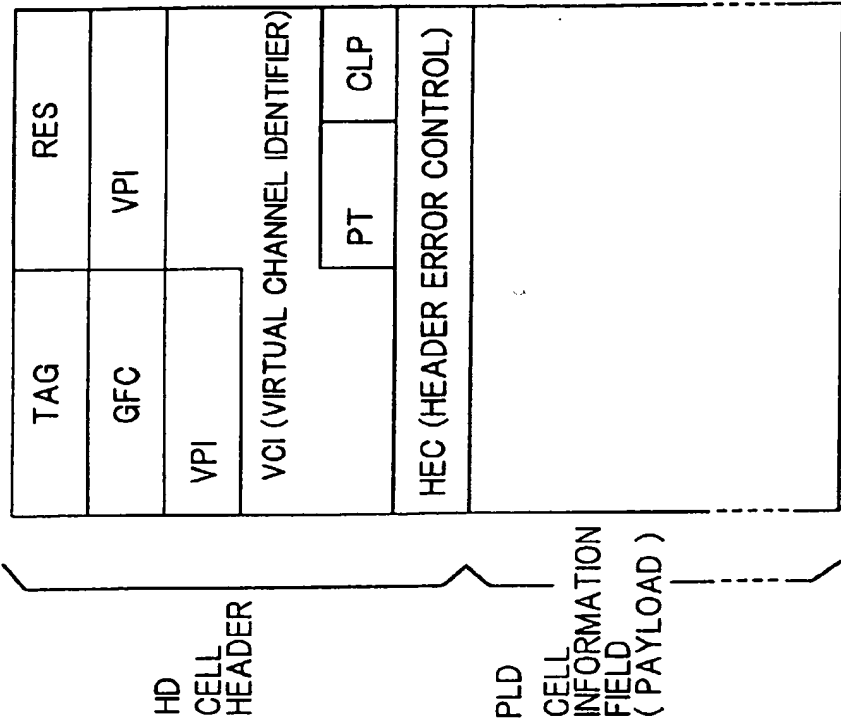 TAG RES
GFC VPI
VPI
VCI (VIRTUAL CHANNEL IDENTIFIER)
PT CLP
HEC (HEADER ERROR CONTROL)
HD
CELL
HEADER
PLD
CELL
INFORMATION
FIELD
( PAYLOAD )